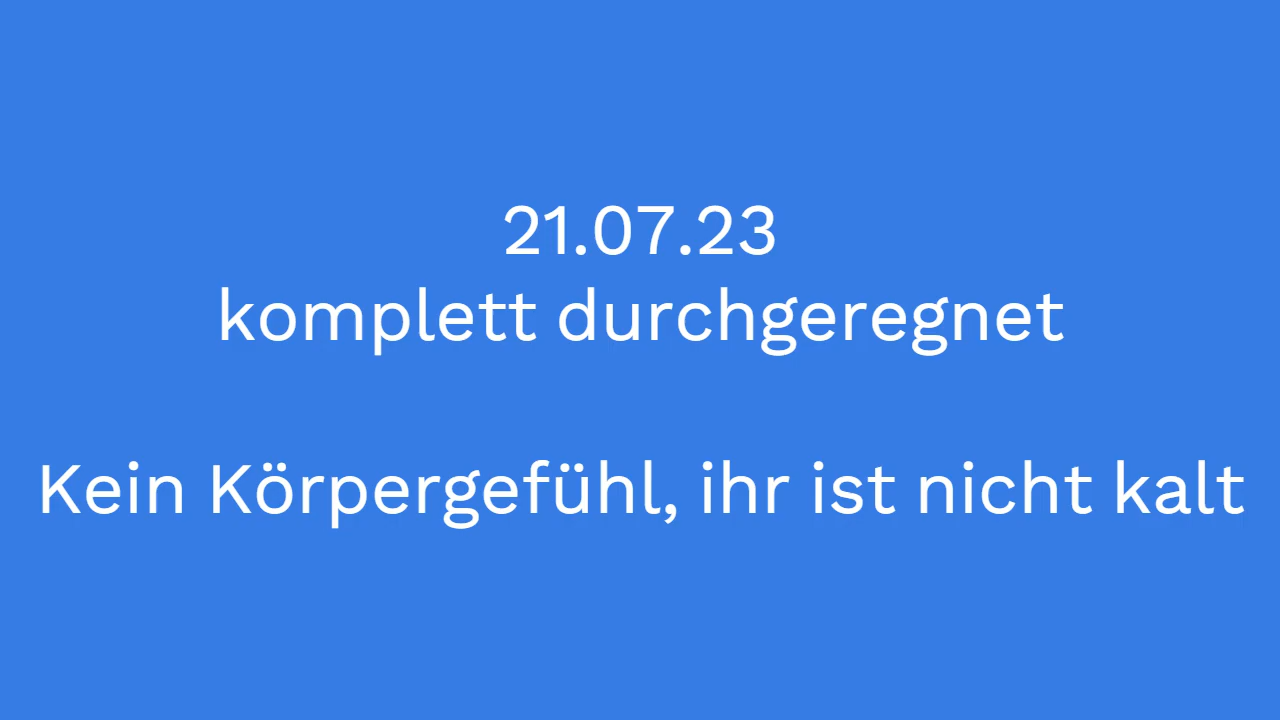 21.07.23
komplett durchgeregnet
Kein Körpergefühl, ihr ist nicht kalt